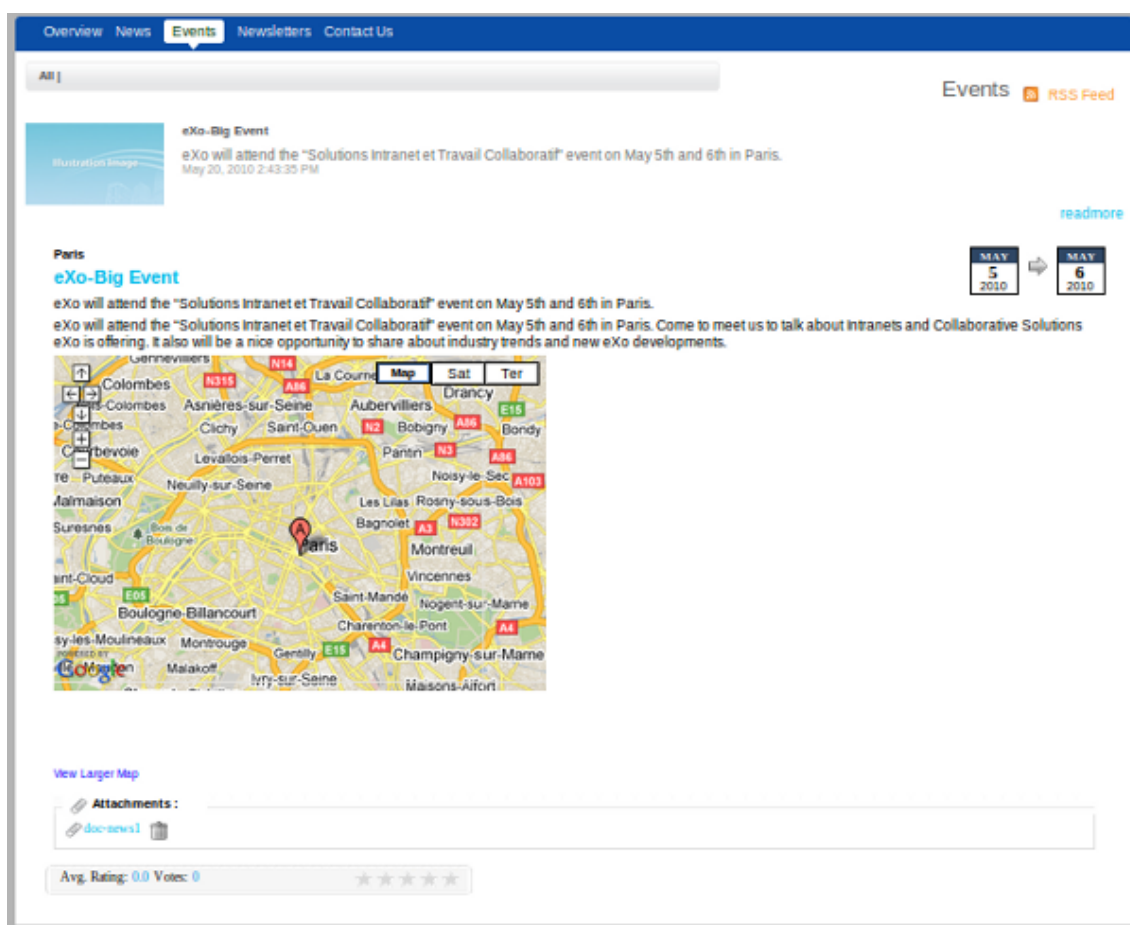 Overview News Events Newsletters Contact Us
All |
Events RSS Feed
Illustration Image
eXo-Big Event
eXo will attend the "Solutions Intranet et Travail Collaboratif" event on May 5th and 6th in Paris.
May 20, 2010 2:43:35 PM
readmore
Paris
eXo-Big Event
MAY
5
2010
MAY
6
2010
eXo will attend the "Solutions Intranet et Travail Collaboratif" event on May 5th and 6th in Paris.
eXo will attend the "Solutions Intranet et Travail Collaboratif" event on May 5th and 6th in Paris. Come to meet us to talk about Intranets and Collaborative Solutions
eXo is offering. It also will be a nice opportunity to share about industry trends and new eXo developments.
Gennevilliers N14
Map Sat Ter
Colombes N315 A86 La Courne
Drancy
s-Colombes Asnières-sur-Seine Aubervilliers E15
Clichy Saint-Ouen N2 Bobigny A86 Bondy
Levallois-Perret Pantin N3 A86
Puteaux Neuilly-sur-Seine Noisy-le-Sec A103
Malmaison Les Lilas Rosny-sous-Bois
Suresnes Bois de Boulogne Bagnolet A3 N302
A Paris Montreuil
int-Cloud Vincennes
E05 Saint-Mandé Nogent-sur-Marne
Boulogne-Billancourt
Charenton-le-Pont A4
sy-les-Moulineaux Montrouge Gentilly E15 A4 Champigny-sur-Marne
POWERED BY
Google Malakoff
Ivry-sur-Seine Maisons-Alfort
View Larger Map
Attachments :
doc-news1
Avg. Rating: 0.0 Votes: 0